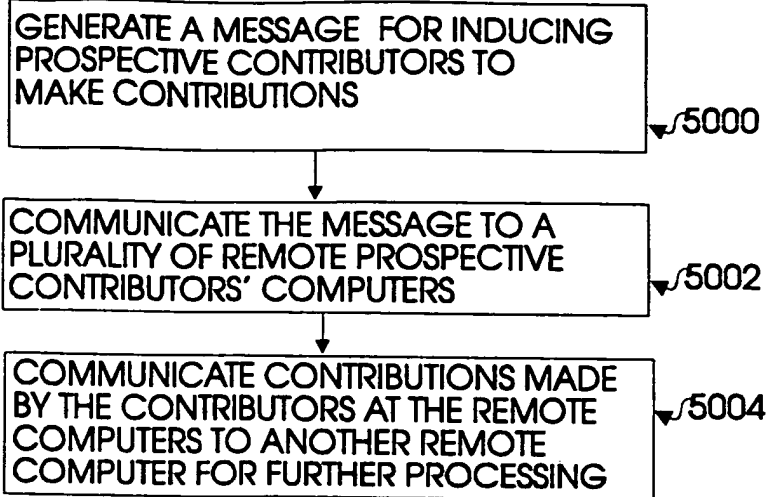 GENERATE A MESSAGE FOR INDUCING
PROSPECTIVE CONTRIBUTORS TO
MAKE CONTRIBUTIONS
5000
COMMUNICATE THE MESSAGE TO A
PLURALITY OF REMOTE PROSPECTIVE
CONTRIBUTORS' COMPUTERS
5002
COMMUNICATE CONTRIBUTIONS MADE
BY THE CONTRIBUTORS AT THE REMOTE
COMPUTERS TO ANOTHER REMOTE
COMPUTER FOR FURTHER PROCESSING
5004